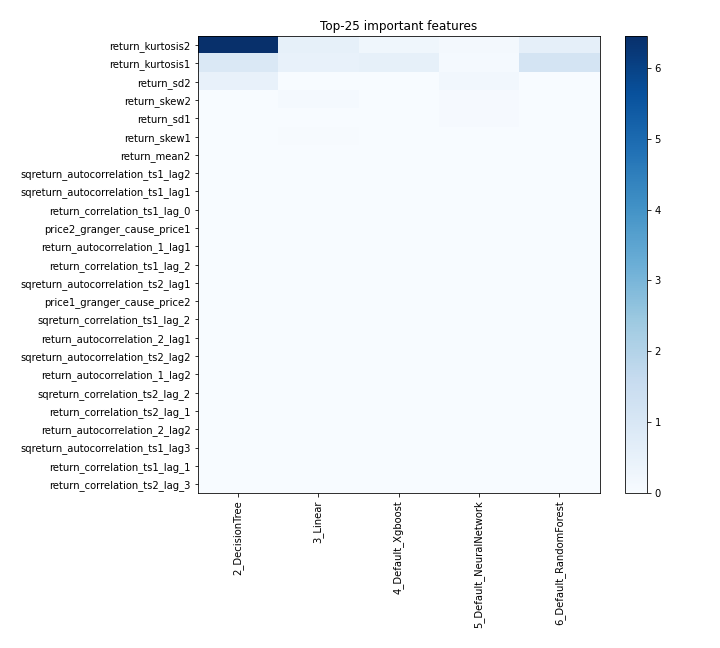 Top-25 important features
return_kurtosis2
return_kurtosis1
return_sd2
return_skew2
return_sd1
return_skew1
return_mean2
sqreturn_autocorrelation_ts1_lag2
sqreturn_autocorrelation_ts1_lag1
return_correlation_ts1_lag_0
price2_granger_cause_price1
return_autocorrelation_1_lag1
return_correlation_ts1_lag_2
sqreturn_autocorrelation_ts2_lag1
price1_granger_cause_price2
sqreturn_correlation_ts1_lag_2
return_autocorrelation_2_lag1
sqreturn_autocorrelation_ts2_lag2
return_autocorrelation_1_lag2
sqreturn_correlation_ts2_lag_2
return_correlation_ts2_lag_1
return_autocorrelation_2_lag2
sqreturn_autocorrelation_ts1_lag3
return_correlation_ts1_lag_1
return_correlation_ts2_lag_3
2_DecisionTree
3_Linear
4_Default_Xgboost
5_Default_NeuralNetwork
6_Default_RandomForest
6
5
4
3
2
1
0